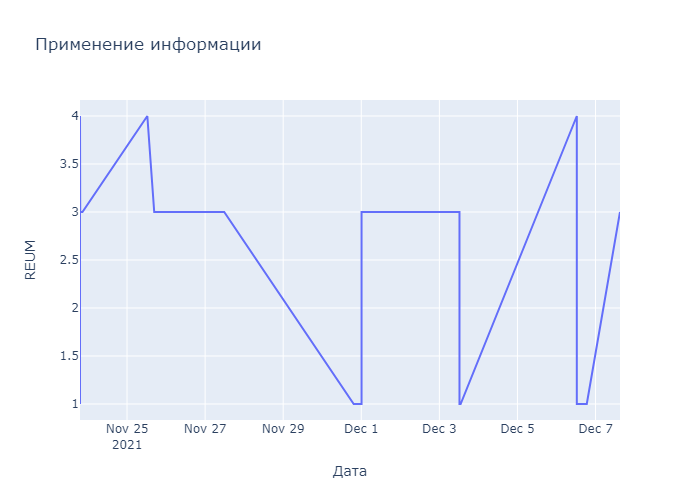 Применение информации
4
3.5
3
2.5
2
1.5
1
REUM
Nov 25
2021
Nov 27
Nov 29
Dec 1
Dec 3
Dec 5
Dec 7
Дата